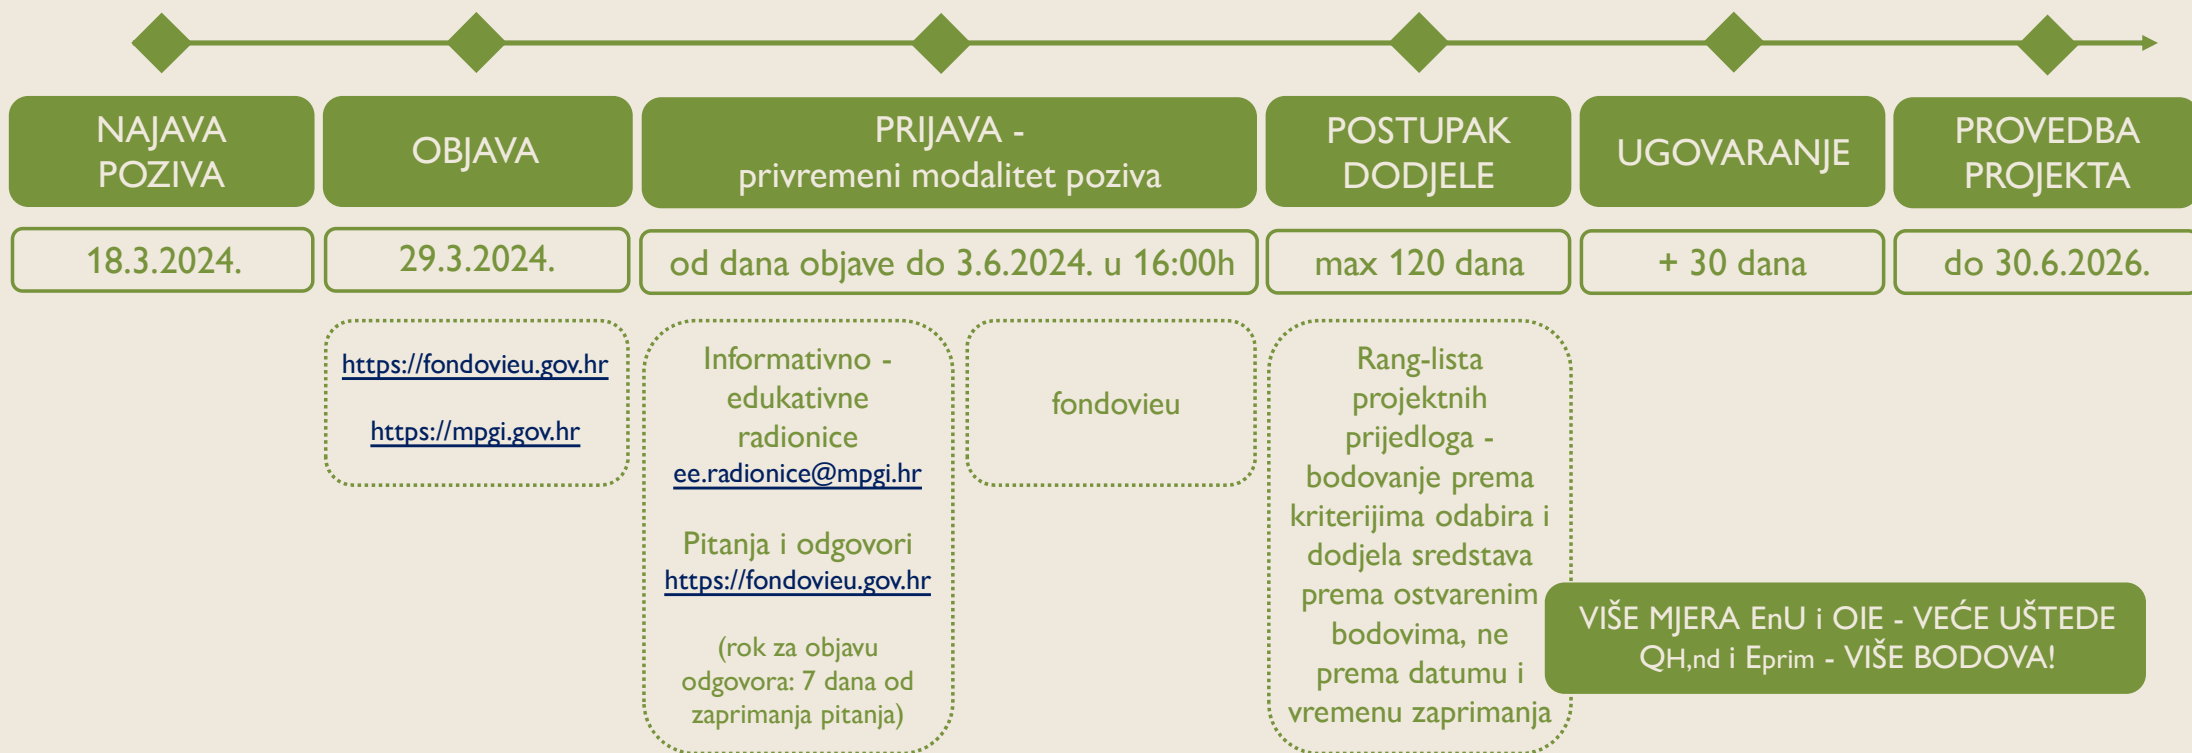 NAJAVA
POZIVA
OBJAVA
PRIJAVA -
privremeni modalitet poziva
POSTUPAK
DODJELE
UGOVARANJE
PROVEDBA
PROJEKTA
18.3.2024.
29.3.2024.
od dana objave do 3.6.2024. u 16:00h
max 120 dana
+ 30 dana
do 30.6.2026.
https://fondovieu.gov.hr
https://mpgi.gov.hr
Informativno -
edukativne
radionice
ee.radionice@mpgi.hr
Pitanja i odgovori
https://fondovieu.gov.hr
(rok za objavu
odgovora: 7 dana od
zaprimanja pitanja)
fondovieu
Rang-lista
projektnih
prijedloga -
bodovanje prema
kriterijima odabira i
dodjela sredstava
prema ostvarenim
bodovima, ne
prema datumu i
vremenu zaprimanja
VIŠE MJERA EnU i OIE - VEĆE UŠTEDE
QH,nd i Eprim - VIŠE BODOVA!